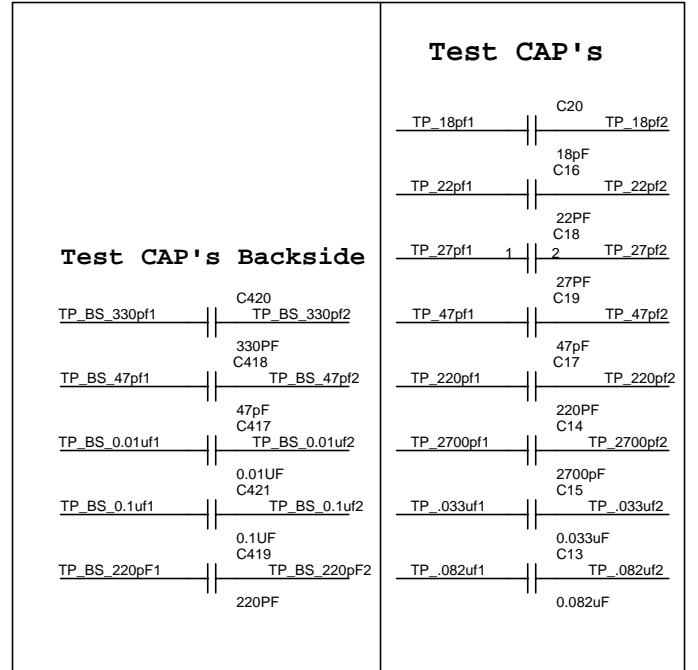 Test CAP's Backside
C420
TP_BS_330pf1 TP_BS_330pf2
330PF
C418
TP_BS_47pf1 TP_BS_47pf2
47pF
C417
TP_BS_0.01uf1 TP_BS_0.01uf2
0.01UF
C421
TP_BS_0.1uf1 TP_BS_0.1uf2
0.1UF
C419
TP_BS_220pF1 TP_BS_220pF2
220PF
Test CAP's
C20
TP_18pf1 TP_18pf2
18pF
C16
TP_22pf1 TP_22pf2
22PF
C18
TP_27pf1 1 2 TP_27pf2
27PF
C19
TP_47pf1 TP_47pf2
47pF
C17
TP_220pf1 TP_220pf2
220PF
C14
TP_2700pf1 TP_2700pf2
2700pF
C15
TP_.033uf1 TP_.033uf2
0.033uF
C13
TP_.082uf1 TP_.082uf2
0.082uF